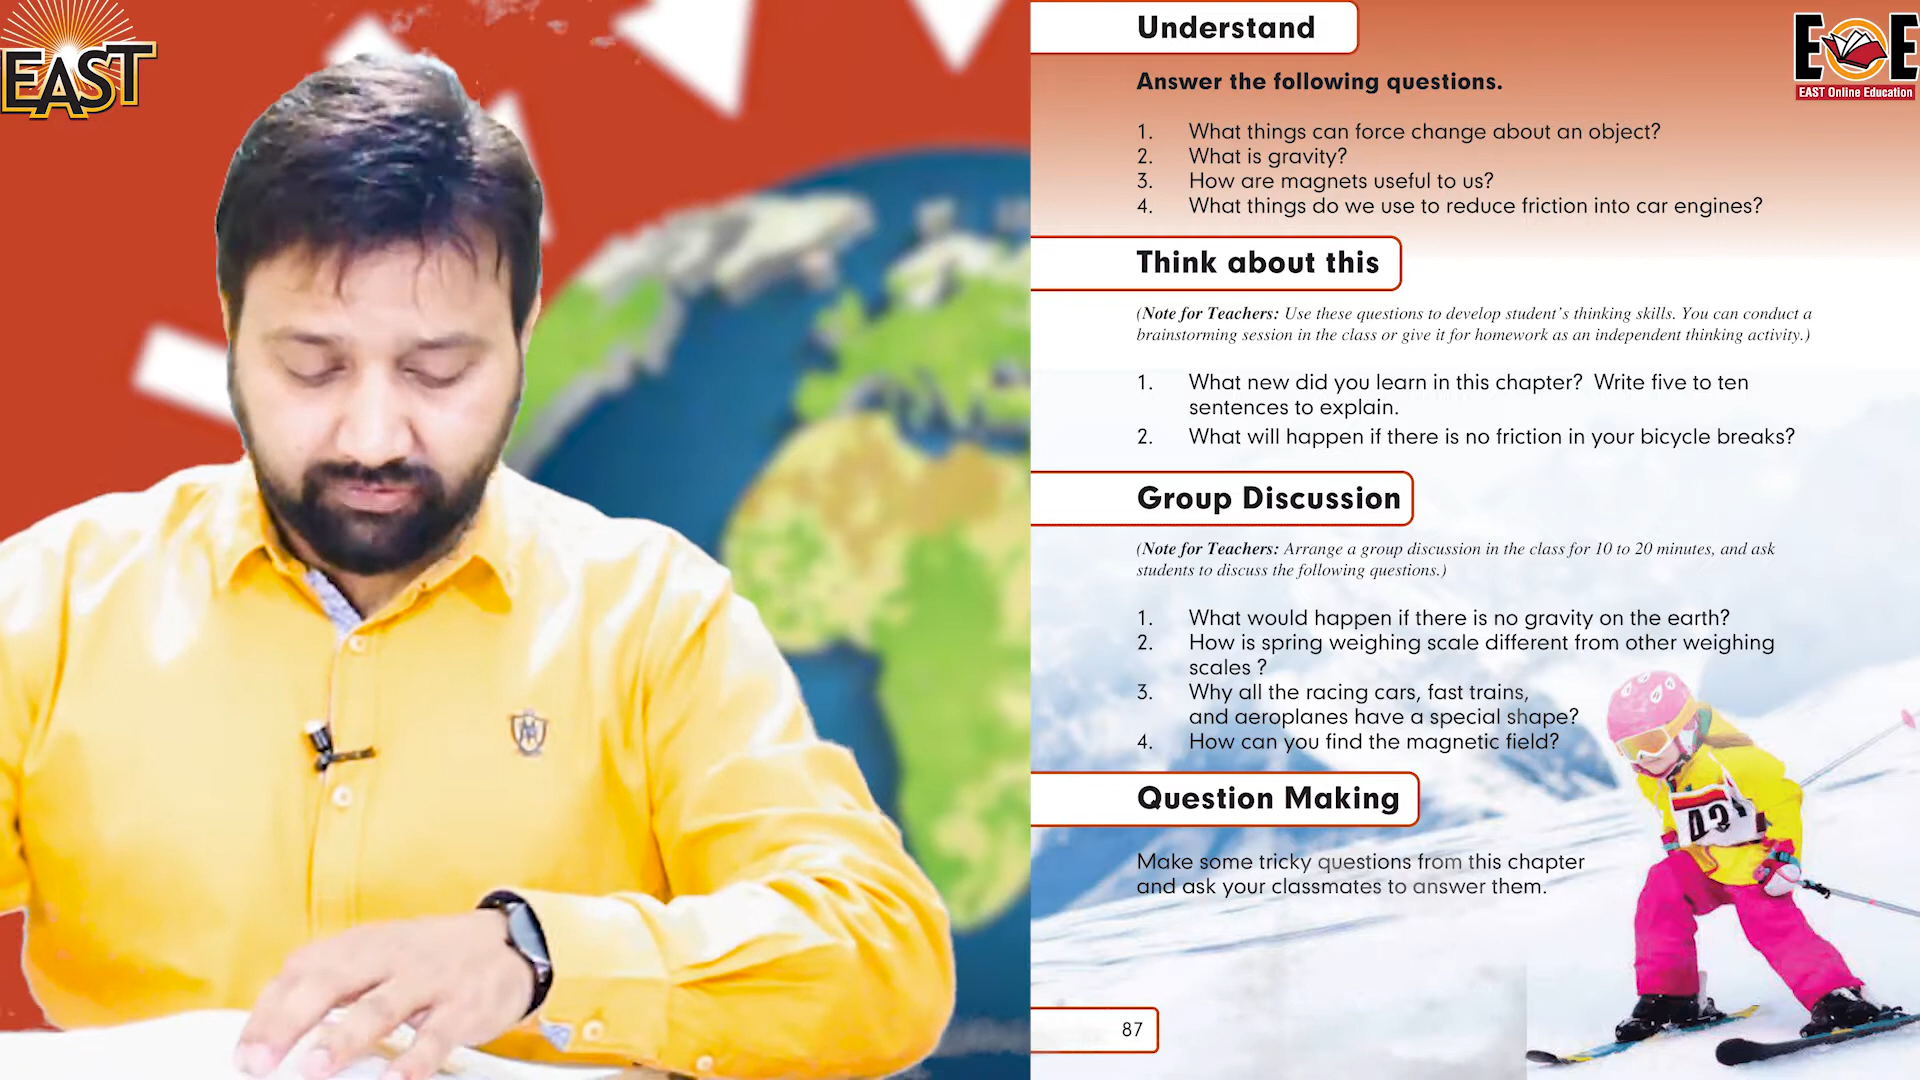 EAST
Understand
EOE
EAST Online Education
Answer the following questions.
1. What things can force change about an object?
2. What is gravity?
3. How are magnets useful to us?
4. What things do we use to reduce friction into car engines?
Think about this
(Note for Teachers: Use these questions to develop student's thinking skills. You can conduct a
brainstorming session in the class or give it for homework as an independent thinking activity.)
1. What new did you learn in this chapter? Write five to ten
sentences to explain.
2. What will happen if there is no friction in your bicycle breaks?
Group Discussion
(Note for Teachers: Arrange a group discussion in the class for 10 to 20 minutes, and ask
students to discuss the following questions.)
1. What would happen if there is no gravity on the earth?
2. How is spring weighing scale different from other weighing
scales ?
3. Why all the racing cars, fast trains,
and aeroplanes have a special shape?
4. How can you find the magnetic field?
Question Making
Make some tricky questions from this chapter
and ask your classmates to answer them.
87